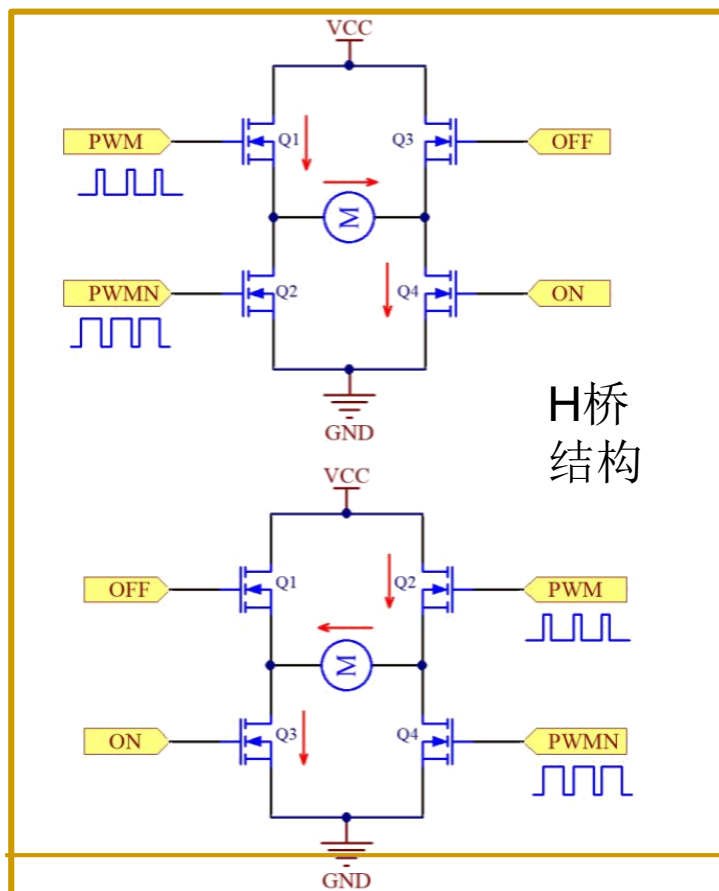 VCC
PWM
Q1
Q3
OFF
M
PWMN
Q2
Q4
ON
GND
H桥
结构
VCC
OFF
Q1
Q2
PWM
M
ON
Q3
Q4
PWMN
GND